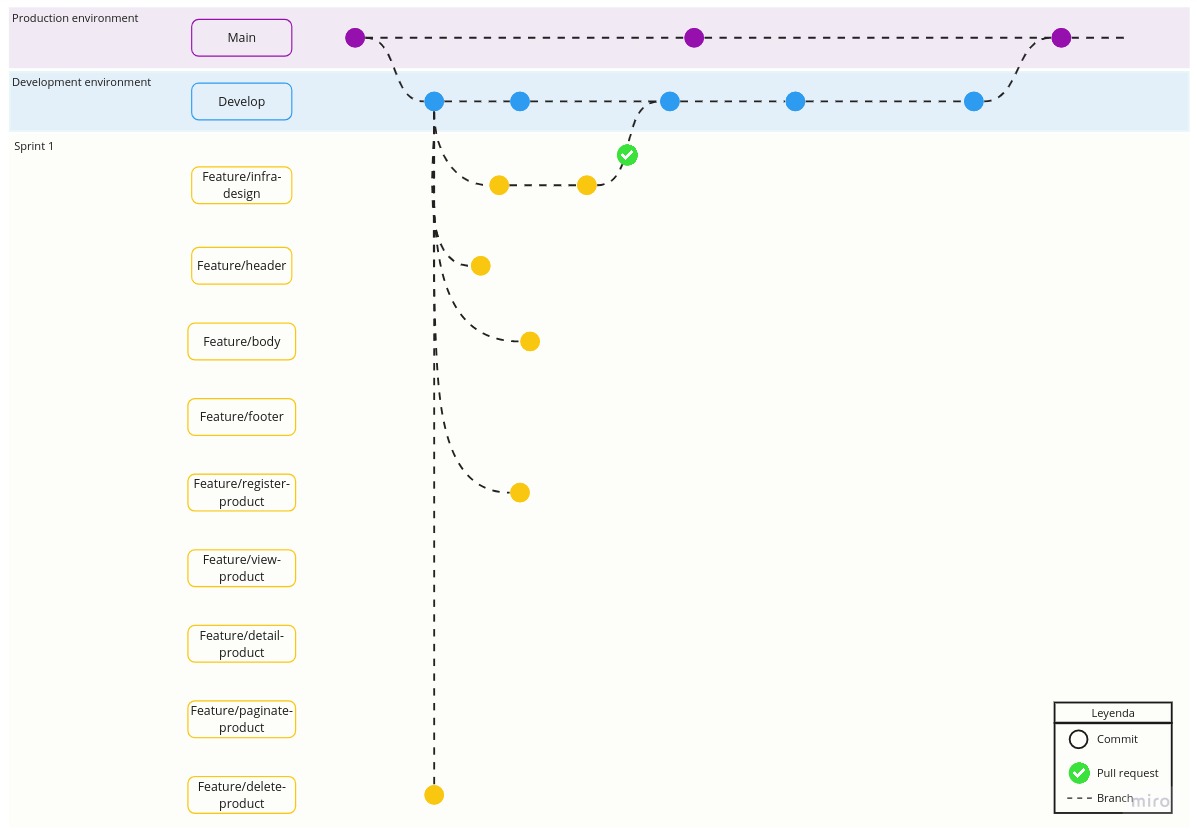 Production environment
Main
Development environment
Develop
Sprint 1
Feature/infra-
design
Feature/header
Feature/body
Feature/footer
Feature/register-
product
Feature/view-
product
Feature/detail-
product
Feature/paginate-
product
Feature/delete-
product
Leyenda
Commit
Pull request
Branch
miro